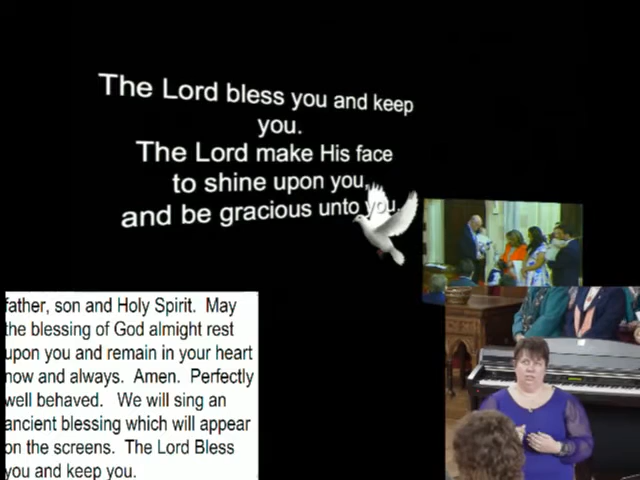 The Lord bless you and keep
you.
The Lord make His face
to shine upon you,
and be gracious unto you.
father, son and Holy Spirit. May
the blessing of God almight rest
upon you and remain in your heart
now and always. Amen. Perfectly
well behaved. We will sing an
ancient blessing which will appear
on the screens. The Lord Bless
you and keep you.